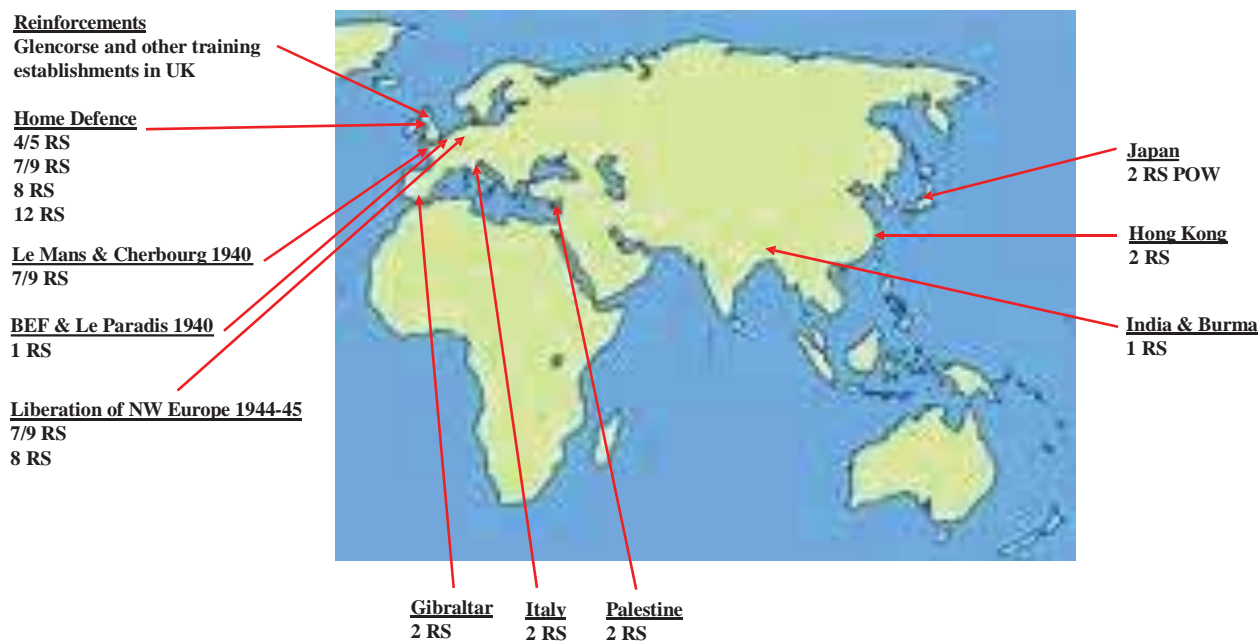 Reinforcements
Glencorse and other training
establishments in UK
Home Defence
4/5 RS
7/9 RS
8 RS
12 RS
Le Mans & Cherbourg 1940
7/9 RS
BEF & Le Paradis 1940
1 RS
Liberation of NW Europe 1944-45
7/9 RS
8 RS
Gibraltar
2 RS
Italy
2 RS
Palestine
2 RS
Japan
2 RS POW
Hong Kong
2 RS
India & Burma
1 RS